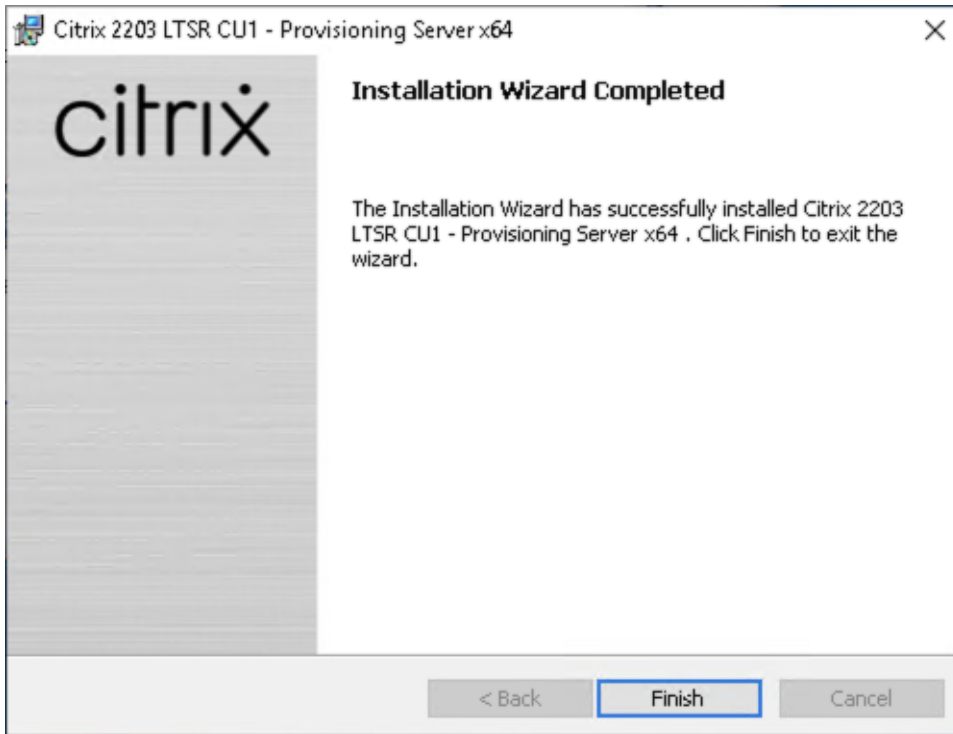 Citrix 2203 LTSR CU1 - Provisioning Server x64
citrix
Installation Wizard Completed
The Installation Wizard has successfully installed Citrix 2203
LTSR CU1 - Provisioning Server x64 . Click Finish to exit the
wizard.
< Back
Finish
Cancel